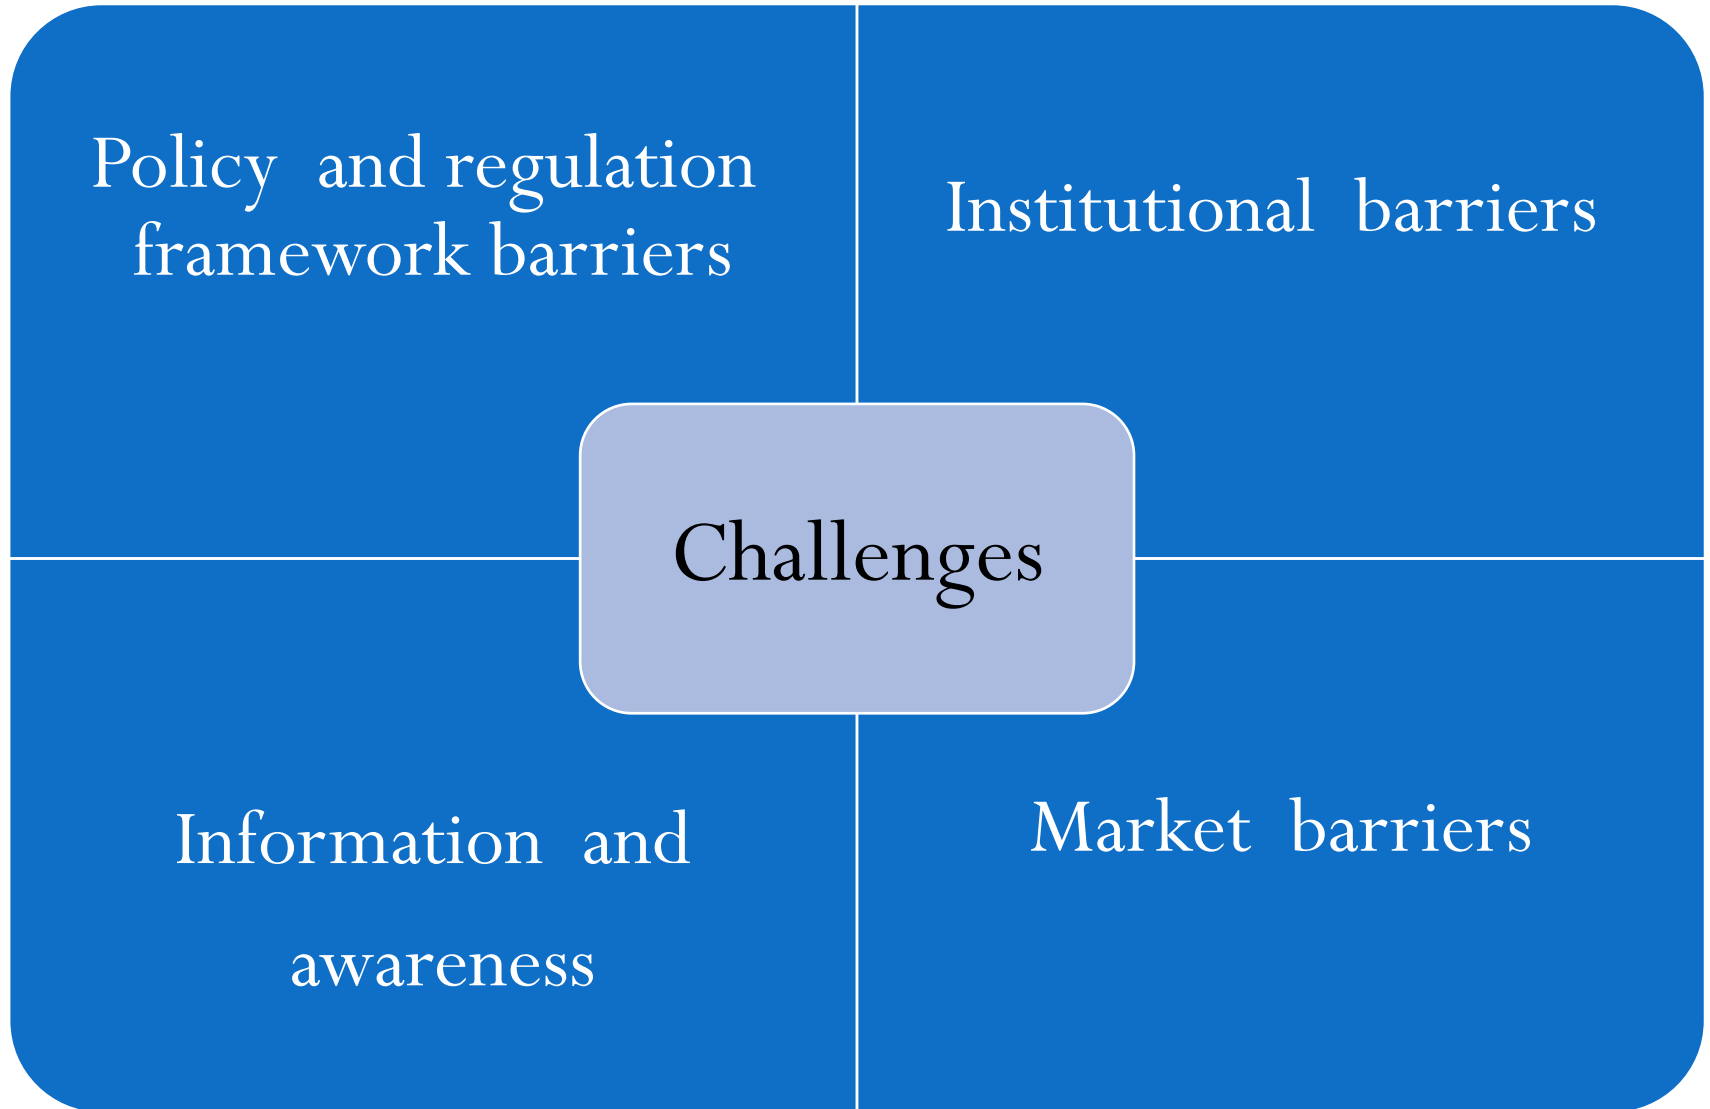 Policy and regulation
framework barriers
Institutional barriers
Challenges
Information and
awareness
Market barriers